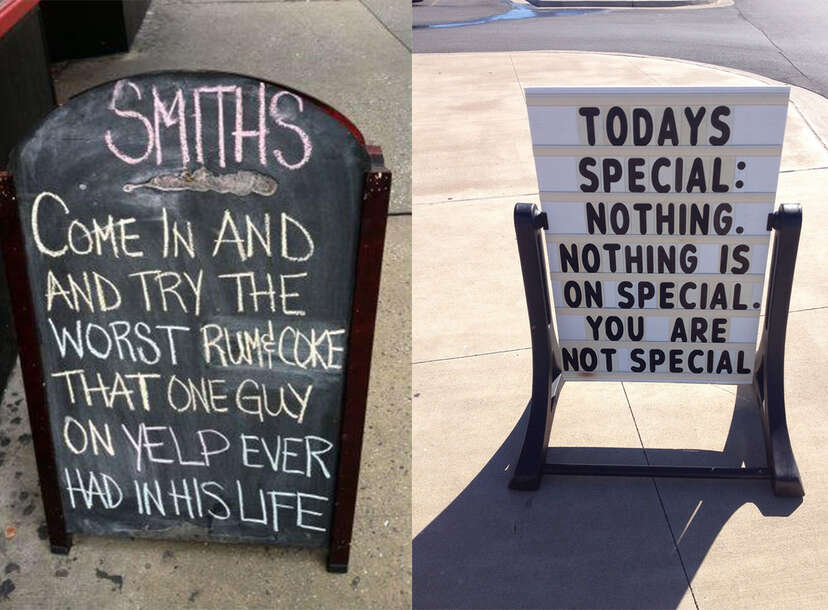 SMITHS
COME IN AND
AND TRY THE
WORST RUM & COKE
THAT ONE GUY
ON YELP EVER
HAD IN HIS LIFE
TODAYS
SPECIAL:
NOTHING.
NOTHING IS
ON SPECIAL.
YOU ARE
NOT SPECIAL